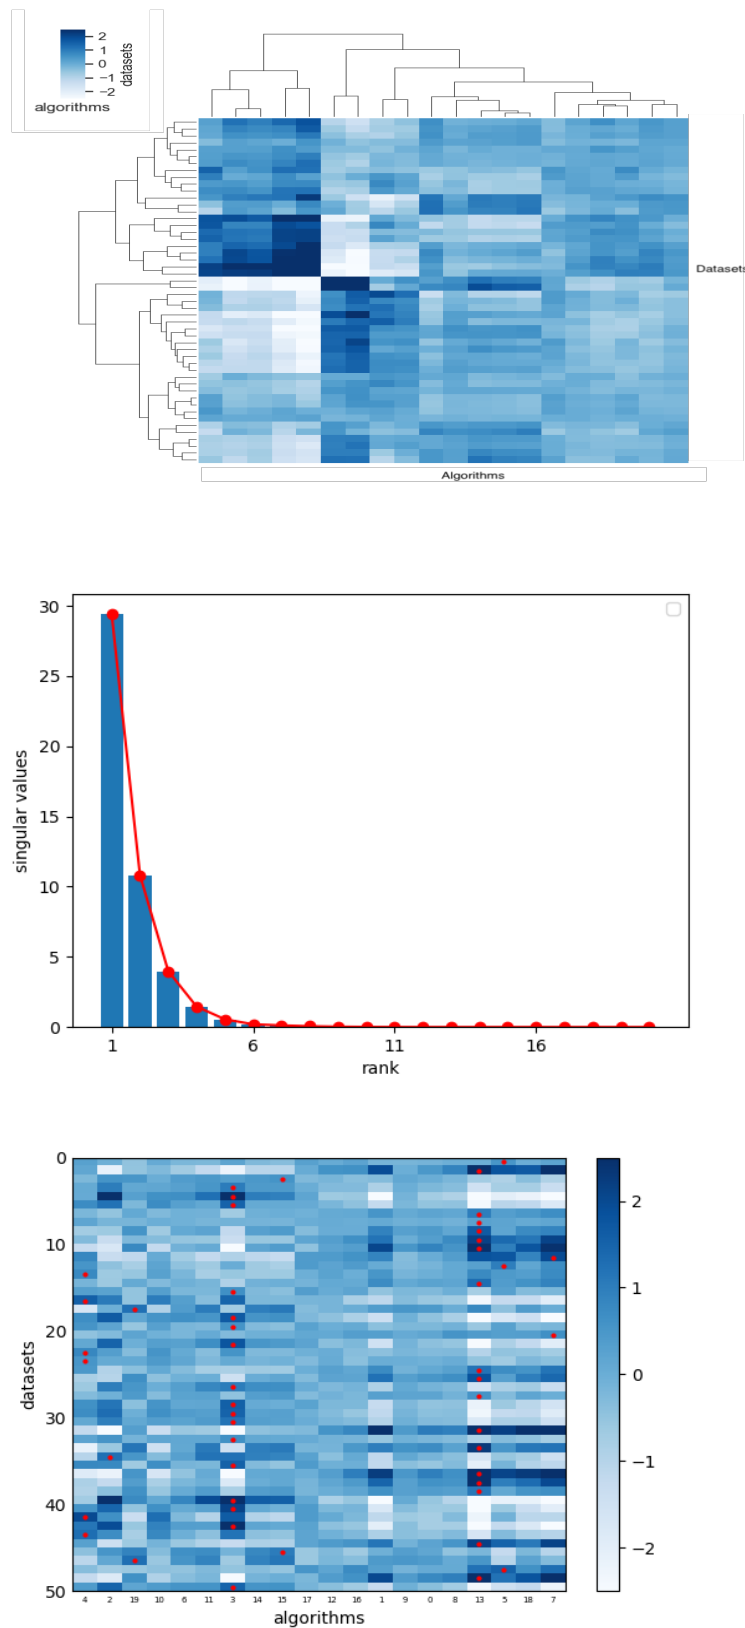 2
1
0
−1
−2
datasets
algorithms
Datasets
Algorithms
30
25
20
15
10
5
0
singular values
1 6 11 16
rank
0
10
20
30
40
50
datasets
4 2 19 10 6 11 3 14 15 17 12 16 1 9 0 8 13 5 18 7
algorithms
2
1
0
−1
−2